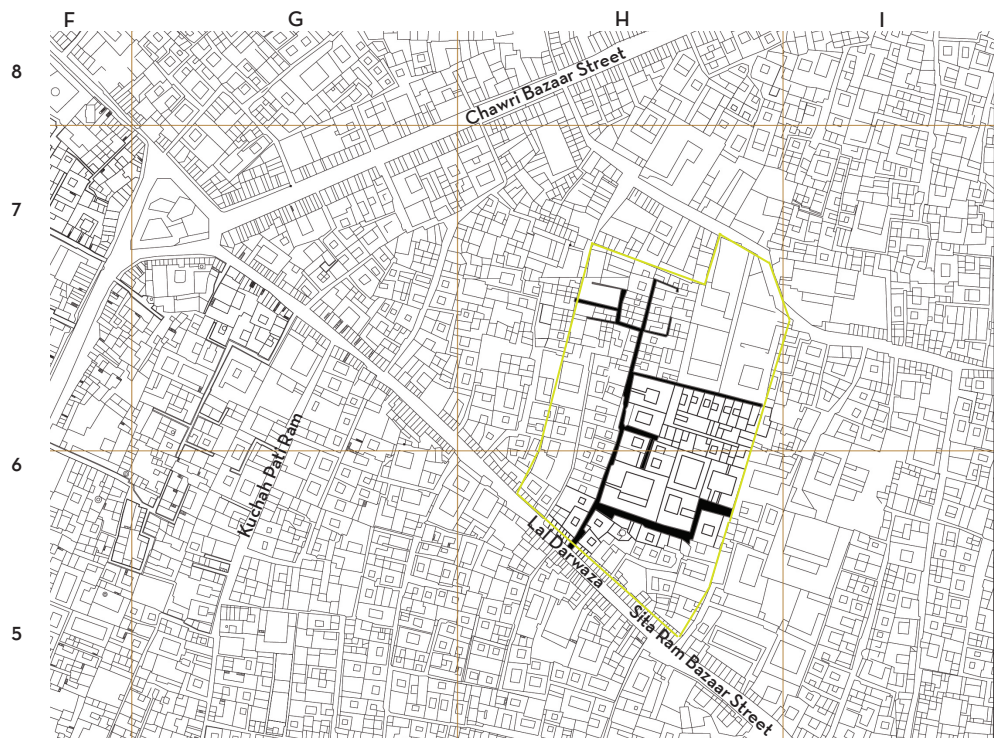 F G H I
8
Chawri Bazaar Street
7
6
Kuchah Pati Ram
Lal Darwaza
5
Sita Ram Bazaar Street